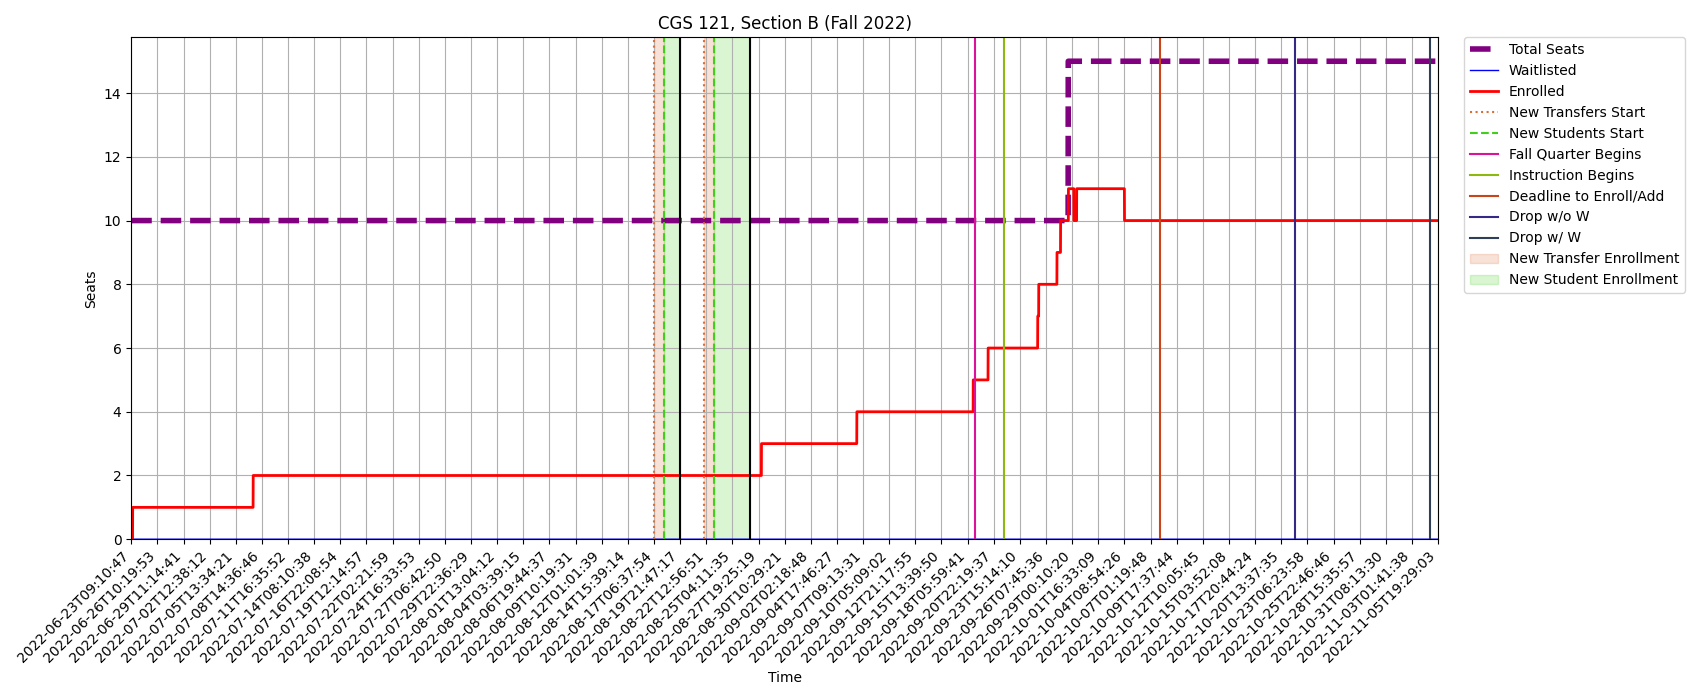 CGS 121, Section B (Fall 2022)
Total Seats
Waitlisted
Enrolled
New Transfers Start
New Students Start
Fall Quarter Begins
Instruction Begins
Deadline to Enroll/Add
Drop w/o W
Drop w/ W
New Transfer Enrollment
New Student Enrollment
Seats
14
12
10
8
6
4
2
0
2022-06-23T09:10:47
2022-06-26T10:19:53
2022-06-29T11:14:41
2022-07-02T12:38:12
2022-07-05T13:34:21
2022-07-08T14:36:46
2022-07-11T16:35:52
2022-07-14T08:10:38
2022-07-16T22:08:54
2022-07-19T12:14:57
2022-07-22T02:21:59
2022-07-24T16:33:53
2022-07-27T06:42:50
2022-07-29T22:36:29
2022-08-01T13:04:12
2022-08-04T03:39:15
2022-08-06T19:44:37
2022-08-09T10:19:31
2022-08-12T01:01:39
2022-08-14T15:39:14
2022-08-17T06:37:54
2022-08-19T21:47:17
2022-08-22T12:56:51
2022-08-25T04:11:35
2022-08-27T19:25:19
2022-08-30T10:29:21
2022-09-02T02:18:48
2022-09-04T17:46:27
2022-09-07T09:13:31
2022-09-10T05:09:02
2022-09-12T21:17:55
2022-09-15T13:39:50
2022-09-18T05:59:41
2022-09-20T22:19:37
2022-09-23T15:14:10
2022-09-26T07:45:36
2022-09-29T00:10:20
2022-10-01T16:33:09
2022-10-04T08:54:26
2022-10-07T01:19:48
2022-10-09T17:37:44
2022-10-12T10:05:45
2022-10-15T03:52:08
2022-10-17T20:44:24
2022-10-20T13:37:35
2022-10-23T06:23:58
2022-10-25T22:46:46
2022-10-28T15:35:57
2022-10-31T08:13:30
2022-11-03T01:41:38
2022-11-05T19:29:03
Time